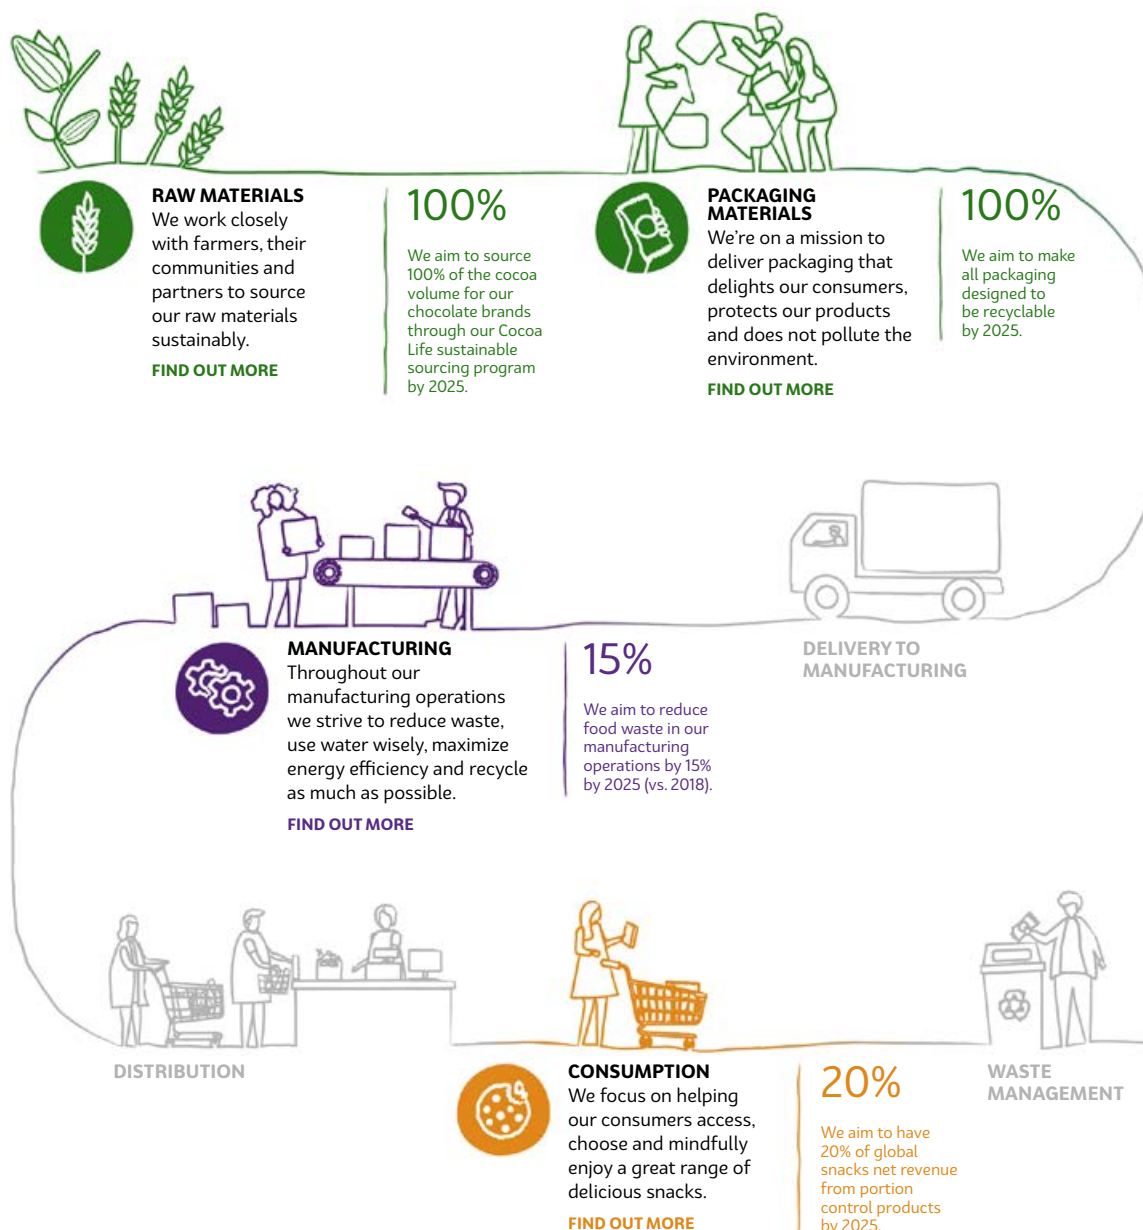 RAW MATERIALS
We work closely
with farmers, their
communities and
partners to source
our raw materials
sustainably.
FIND OUT MORE
100%
We aim to source
100% of the cocoa
volume for our
chocolate brands
through our Cocoa
Life sustainable
sourcing program
by 2025.
PACKAGING
MATERIALS
We’re on a mission to
deliver packaging that
delights our consumers,
protects our products
and does not pollute the
environment.
FIND OUT MORE
100%
We aim to make
all packaging
designed to
be recyclable
by 2025.
MANUFACTURING
Throughout our
manufacturing operations
we strive to reduce waste,
use water wisely, maximize
energy efficiency and recycle
as much as possible.
FIND OUT MORE
15%
We aim to reduce
food waste in our
manufacturing
operations by 15%
by 2025 (vs. 2018).
DELIVERY TO
MANUFACTURING
DISTRIBUTION
CONSUMPTION
We focus on helping
our consumers access,
choose and mindfully
enjoy a great range of
delicious snacks.
FIND OUT MORE
20%
We aim to have
20% of global
snacks net revenue
from portion
control products
by 2025.
WASTE
MANAGEMENT